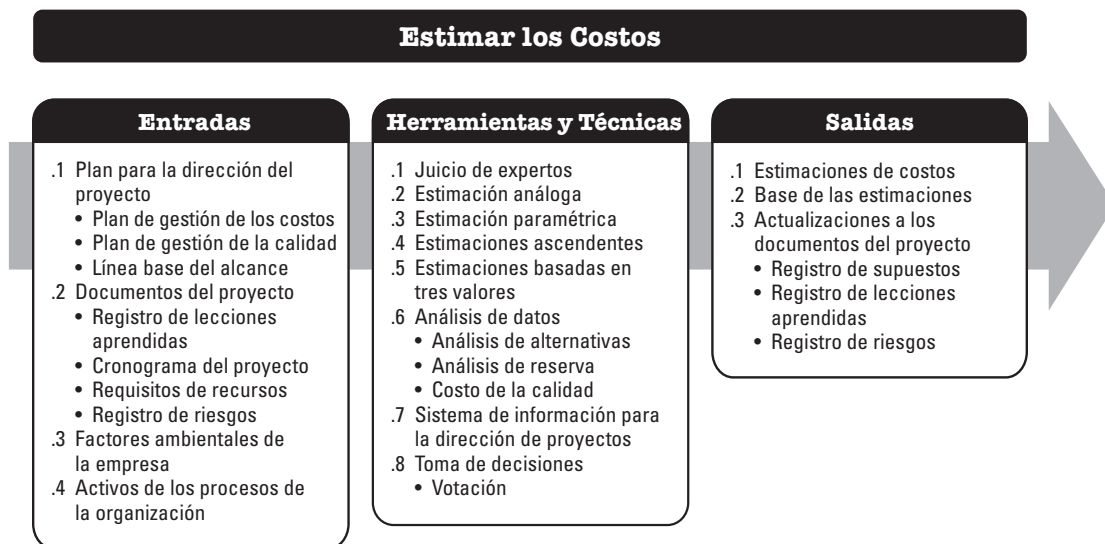 Estimar los Costos
Entradas
.1 Plan para la dirección del
proyecto
• Plan de gestión de los costos
• Plan de gestión de la calidad
• Línea base del alcance
.2 Documentos del proyecto
• Registro de lecciones
aprendidas
• Cronograma del proyecto
• Requisitos de recursos
• Registro de riesgos
.3 Factores ambientales de
la empresa
.4 Activos de los procesos de
la organización
Herramientas y Técnicas
.1 Juicio de expertos
.2 Estimación análoga
.3 Estimación paramétrica
.4 Estimaciones ascendentes
.5 Estimaciones basadas en
tres valores
.6 Análisis de datos
• Análisis de alternativas
• Análisis de reserva
• Costo de la calidad
.7 Sistema de información para
la dirección de proyectos
.8 Toma de decisiones
• Votación
Salidas
.1 Estimaciones de costos
.2 Base de las estimaciones
.3 Actualizaciones a los
documentos del proyecto
• Registro de supuestos
• Registro de lecciones
aprendidas
• Registro de riesgos